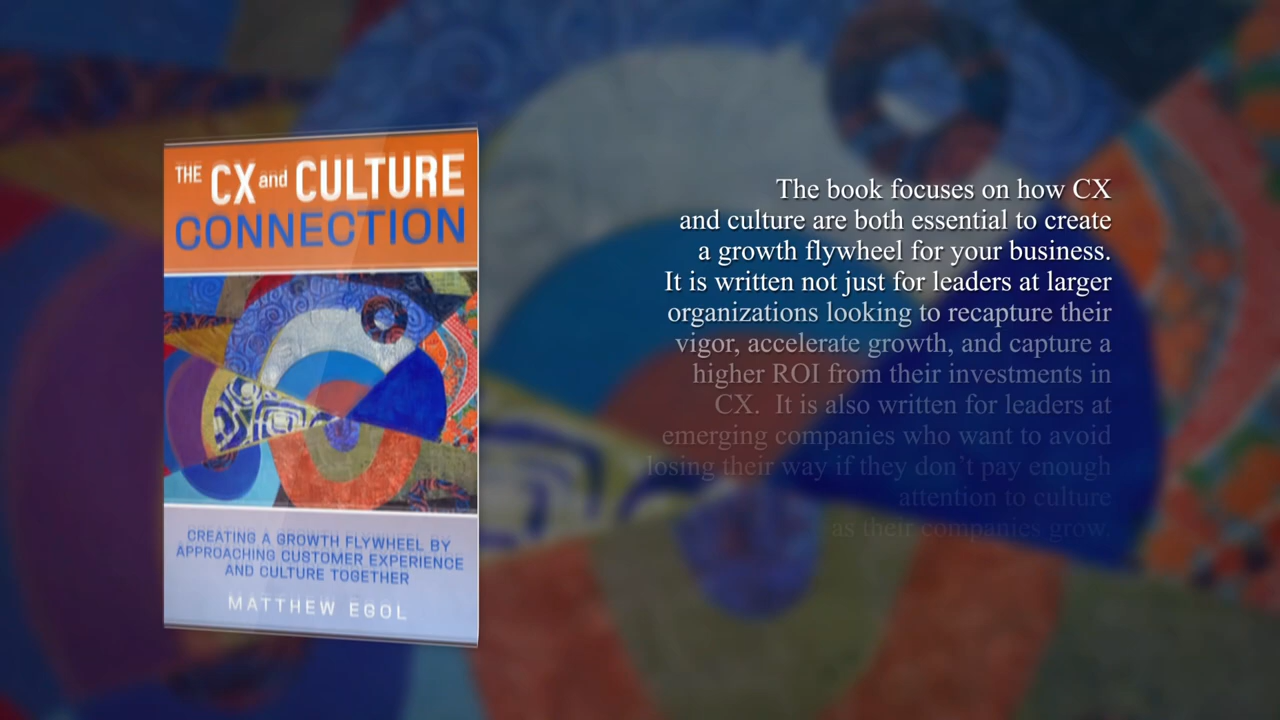 THE CX and CULTURE
CONNECTION
CREATING A GROWTH FLYWHEEL BY
APPROACHING CUSTOMER EXPERIENCE
AND CULTURE TOGETHER
MATTHEW EGOL
The book focuses on how CX
and culture are both essential to create
a growth flywheel for your business.
It is written not just for leaders at larger
organizations looking to recapture their
vigor, accelerate growth, and capture a
higher ROI from their investments in
CX.  It is also written for leaders at
emerging companies who want to avoid
losing their way if they don’t pay enough
attention to culture
as their companies grow.